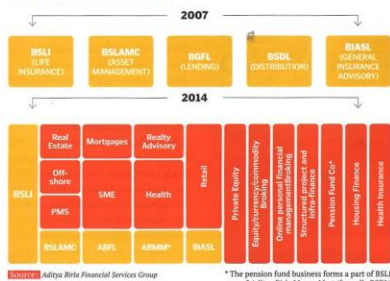 2007
BSLI
(LIFE
INSURANCE)
BSLAMC
(ASSET
MANAGEMENT)
BGFL
(LENDING)
BSDL
(DISTRIBUTION)
BIASL
(GENERAL
INSURANCE
ADVISORY)
2014
BSLI
Real
Estate
Mortgages
Realty
Advisory
Off-
shore
SME
Health
PMS
Retail
BSLAMC
ABFL
ABMM*
BIASL
Private Equity
Equity/currency/commodity
Broking
Online personal financial
managementBroking
Structured project and
Infra-finance
Pension Fund Co*
Housing Finance
Health Insurance
Source: Aditya Birla Financial Services Group
* The pension fund business forms a part of BSLI